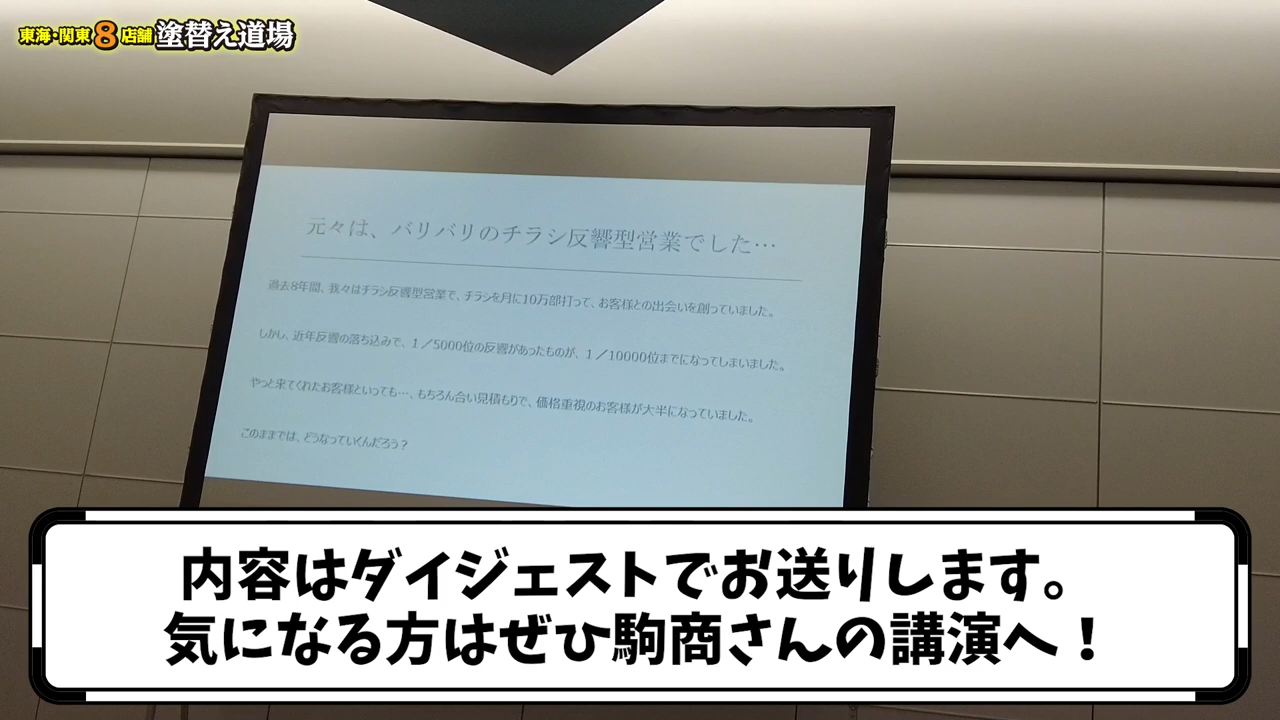 東海・関東8店舗塗替え道場
元々は、バリバリのチラシ反響型営業でした…
過去8年間、我々はチラシ反響型営業で、チラシを月に10万部打って、お客様との出会いを創っていました。
しかし、近年反響の落ち込みで、１／5000位の反響があったものが、１／10000位までになってしまいました。
やっと来てくれたお客様といっても…、もちろん合い見積もりで、価格重視のお客様が大半になっていました。
このままでは、どうなっていくんだろう？
内容はダイジェストでお送りします。
気になる方はぜひ駒商さんの講演へ！